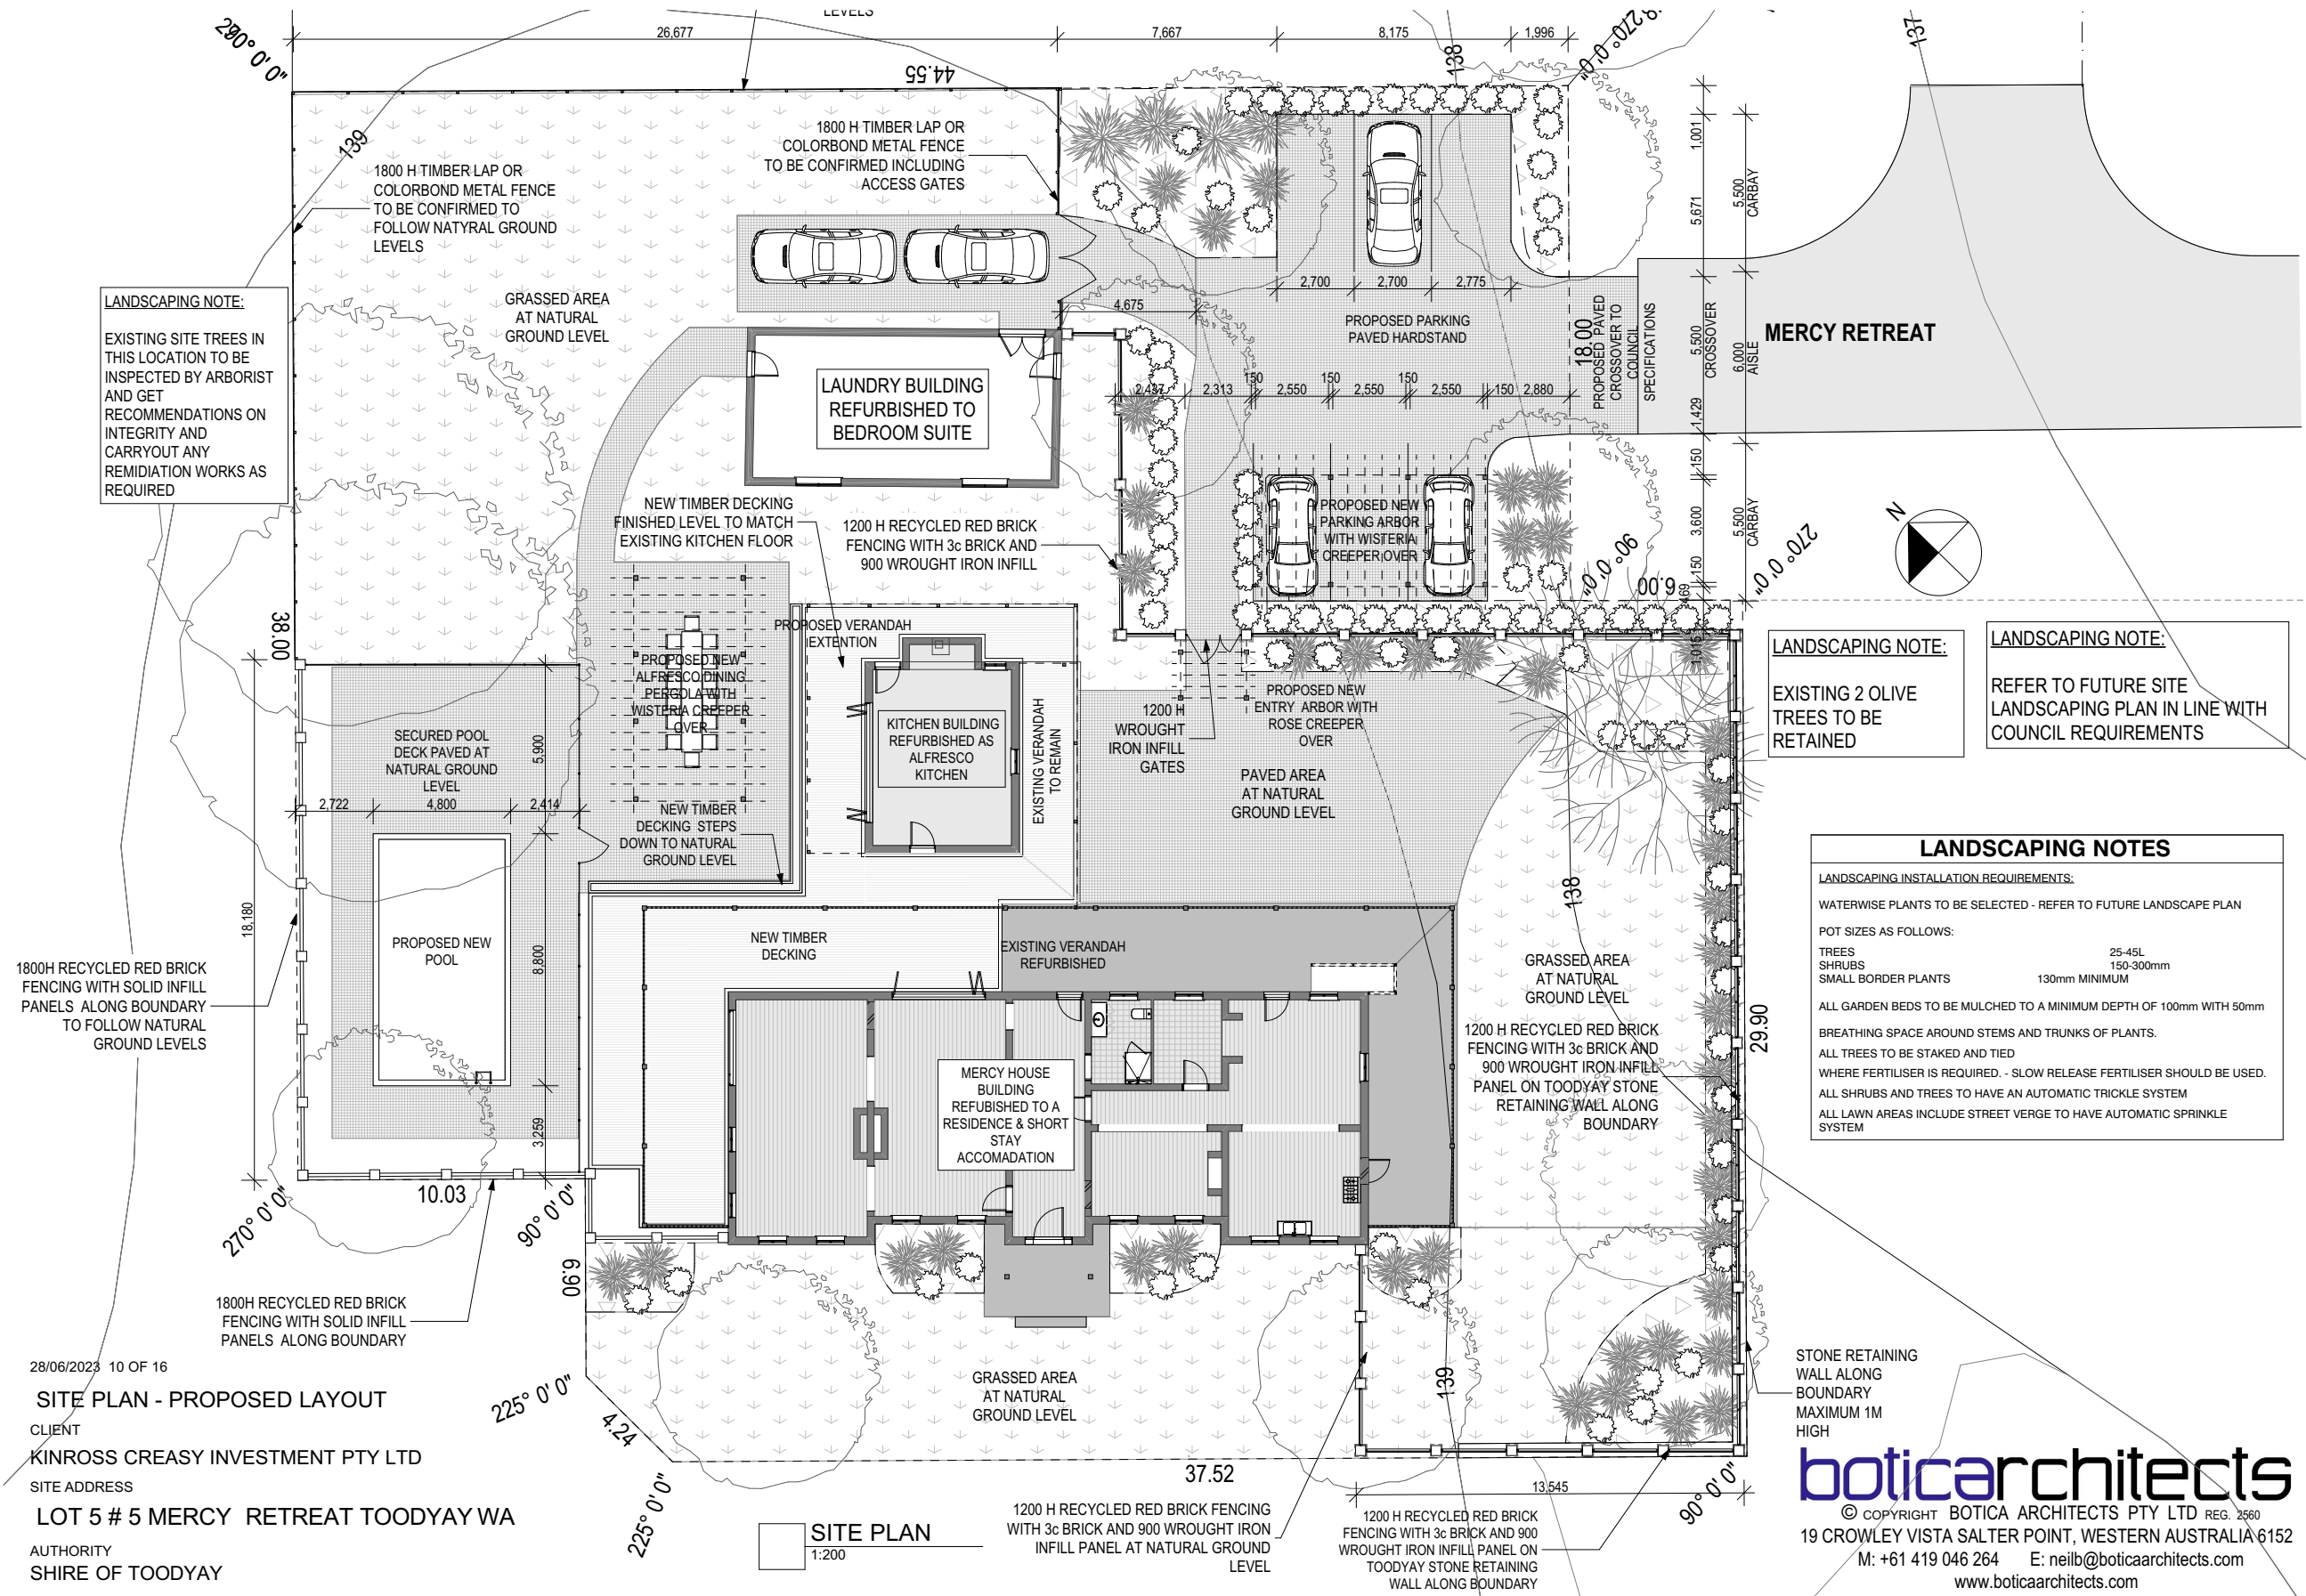 LEVELS
26,677
7,667
8,175
1,996
44.55
270° 0' 0"
138
137
139
1800 H TIMBER LAP OR
COLORBOND METAL FENCE
TO BE CONFIRMED INCLUDING
ACCESS GATES
1800 H TIMBER LAP OR
COLORBOND METAL FENCE
TO BE CONFIRMED TO
FOLLOW NATYRAL GROUND
LEVELS
1,001
5,671
5,500
CARBAY
LANDSCAPING NOTE:
EXISTING SITE TREES IN
THIS LOCATION TO BE
INSPECTED BY ARBORIST
AND GET
RECOMMENDATIONS ON
INTEGRITY AND
CARRYOUT ANY
REMIDIATION WORKS AS
REQUIRED
GRASSED AREA
AT NATURAL
GROUND LEVEL
2,700
2,700
2,775
4,675
PROPOSED PARKING
PAVED HARDSTAND
18.00
PROPOSED PAVED
CROSSOVER TO
COUNCIL
SPECIFICATIONS
5,500
CROSSOVER
6,000
AISLE
1,429
MERCY RETREAT
LAUNDRY BUILDING
REFURBISHED TO
BEDROOM SUITE
2,437
2,313
150
2,550
150
2,550
150
2,550
150
2,880
150
3,600
150
469
5,500
CARBAY
1,015
NEW TIMBER DECKING
FINISHED LEVEL TO MATCH
EXISTING KITCHEN FLOOR
1200 H RECYCLED RED BRICK
FENCING WITH 3c BRICK AND
900 WROUGHT IRON INFILL
PROPOSED NEW
PARKING ARBOR
WITH WISTERIA
CREEPER OVER
90° 0' 0"
6.00
270° 0' 0"
N
38.00
PROPOSED VERANDAH
EXTENTION
PROPOSED NEW
ALFRESCO DINING
PERGOLA WITH
WISTERIA CREEPER
OVER
KITCHEN BUILDING
REFURBISHED AS
ALFRESCO
KITCHEN
EXISTING VERANDAH
TO REMAIN
1200 H
WROUGHT
IRON INFILL
GATES
PROPOSED NEW
ENTRY ARBOR WITH
ROSE CREEPER
OVER
PAVED AREA
AT NATURAL
GROUND LEVEL
LANDSCAPING NOTE:
EXISTING 2 OLIVE
TREES TO BE
RETAINED
LANDSCAPING NOTE:
REFER TO FUTURE SITE
LANDSCAPING PLAN IN LINE WITH
COUNCIL REQUIREMENTS
SECURED POOL
DECK PAVED AT
NATURAL GROUND
LEVEL
5,900
2,722
4,800
2,414
NEW TIMBER
DECKING STEPS
DOWN TO NATURAL
GROUND LEVEL
18,180
8,800
3,259
PROPOSED NEW
POOL
1800H RECYCLED RED BRICK
FENCING WITH SOLID INFILL
PANELS ALONG BOUNDARY
TO FOLLOW NATURAL
GROUND LEVELS
NEW TIMBER
DECKING
EXISTING VERANDAH
REFURBISHED
138
GRASSED AREA
AT NATURAL
GROUND LEVEL
1200 H RECYCLED RED BRICK
FENCING WITH 3c BRICK AND
900 WROUGHT IRON INFILL
PANEL ON TOODYAY STONE
RETAINING WALL ALONG
BOUNDARY
29.90
LANDSCAPING NOTES
LANDSCAPING INSTALLATION REQUIREMENTS:
WATERWISE PLANTS TO BE SELECTED - REFER TO FUTURE LANDSCAPE PLAN
POT SIZES AS FOLLOWS:
TREES 25-45L
SHRUBS 150-300mm
SMALL BORDER PLANTS 130mm MINIMUM
ALL GARDEN BEDS TO BE MULCHED TO A MINIMUM DEPTH OF 100mm WITH 50mm
BREATHING SPACE AROUND STEMS AND TRUNKS OF PLANTS.
ALL TREES TO BE STAKED AND TIED
WHERE FERTILISER IS REQUIRED. - SLOW RELEASE FERTILISER SHOULD BE USED.
ALL SHRUBS AND TREES TO HAVE AN AUTOMATIC TRICKLE SYSTEM
ALL LAWN AREAS INCLUDE STREET VERGE TO HAVE AUTOMATIC SPRINKLE
SYSTEM
MERCY HOUSE
BUILDING
REFUBISHED TO A
RESIDENCE & SHORT
STAY
ACCOMADATION
10.03
270° 0' 0"
90° 0' 0"
6.90
1800H RECYCLED RED BRICK
FENCING WITH SOLID INFILL
PANELS ALONG BOUNDARY
225° 0' 0"
4.24
225° 0' 0"
GRASSED AREA
AT NATURAL
GROUND LEVEL
139
37.52
13,545
90° 0' 0"
STONE RETAINING
WALL ALONG
BOUNDARY
MAXIMUM 1M
HIGH
1200 H RECYCLED RED BRICK FENCING
WITH 3c BRICK AND 900 WROUGHT IRON
INFILL PANEL AT NATURAL GROUND
LEVEL
1200 H RECYCLED RED BRICK
FENCING WITH 3c BRICK AND 900
WROUGHT IRON INFILL PANEL ON
TOODYAY STONE RETAINING
WALL ALONG BOUNDARY
28/06/2023 10 OF 16
SITE PLAN - PROPOSED LAYOUT
CLIENT
KINROSS CREASY INVESTMENT PTY LTD
SITE ADDRESS
LOT 5 # 5 MERCY RETREAT TOODYAY WA
AUTHORITY
SHIRE OF TOODYAY
SITE PLAN
1:200
boticarchitects
© COPYRIGHT BOTICA ARCHITECTS PTY LTD REG. 2560
19 CROWLEY VISTA SALTER POINT, WESTERN AUSTRALIA 6152
M: +61 419 046 264 E: neilb@boticaarchitects.com
www.boticaarchitects.com